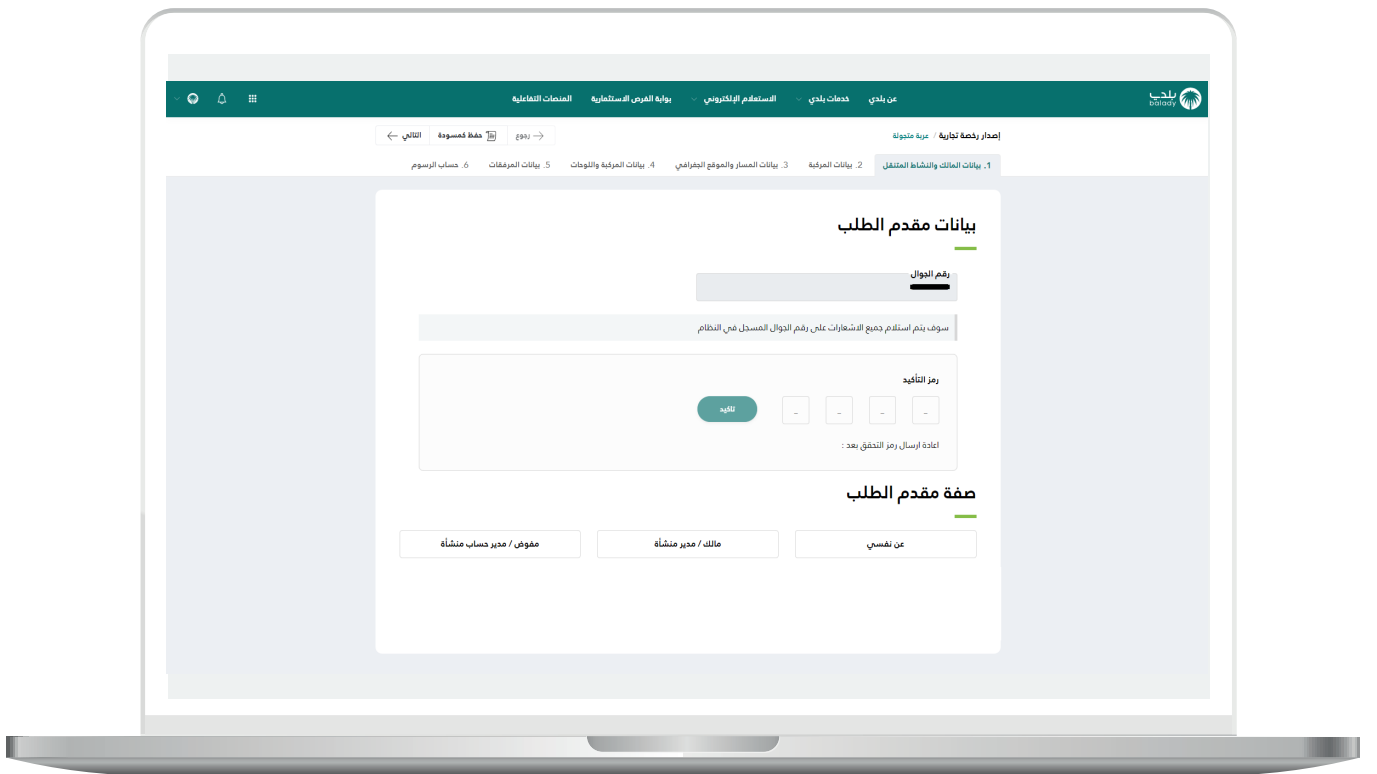 بلدي
balady
عن بلدي
خدمات بلدي
الاستعلام الإلكتروني
بوابة الفرص الاستثمارية
المنصات التفاعلية
إصدار رخصة تجارية / عربة متجولة
رجوع
حفظ كمسودة
التالي
1. بيانات المالك والنشاط المتنقل
2. بيانات المركبة
3. بيانات المسار والموقع الجغرافي
4. بيانات المركبة واللوحات
5. بيانات المرفقات
6. حساب الرسوم
بيانات مقدم الطلب
رقم الجوال
سوف يتم استلام جميع الاشعارات على رقم الجوال المسجل في النظام
رمز التأكيد
تاكيد
اعادة ارسال رمز التحقق بعد :
صفة مقدم الطلب
عن نفسي
مالك / مدير منشأة
مفوض / مدير حساب منشأة